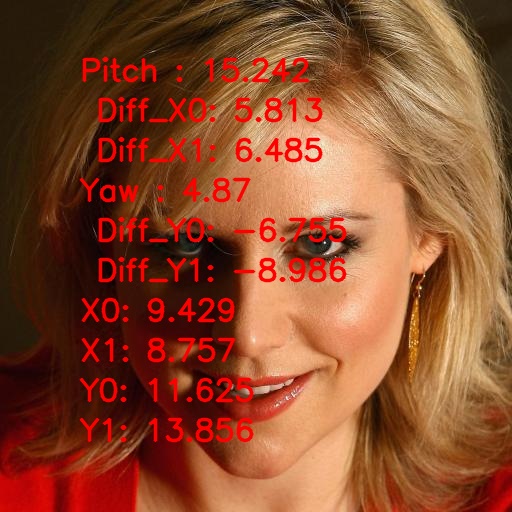 Pitch : 15.242
Diff_X0: 5.813
Diff_X1: 6.485
Yaw : 4.87
Diff_Y0: -6.755
Diff_Y1: -8.986
X0: 9.429
X1: 8.757
Y0: 11.625
Y1: 13.856